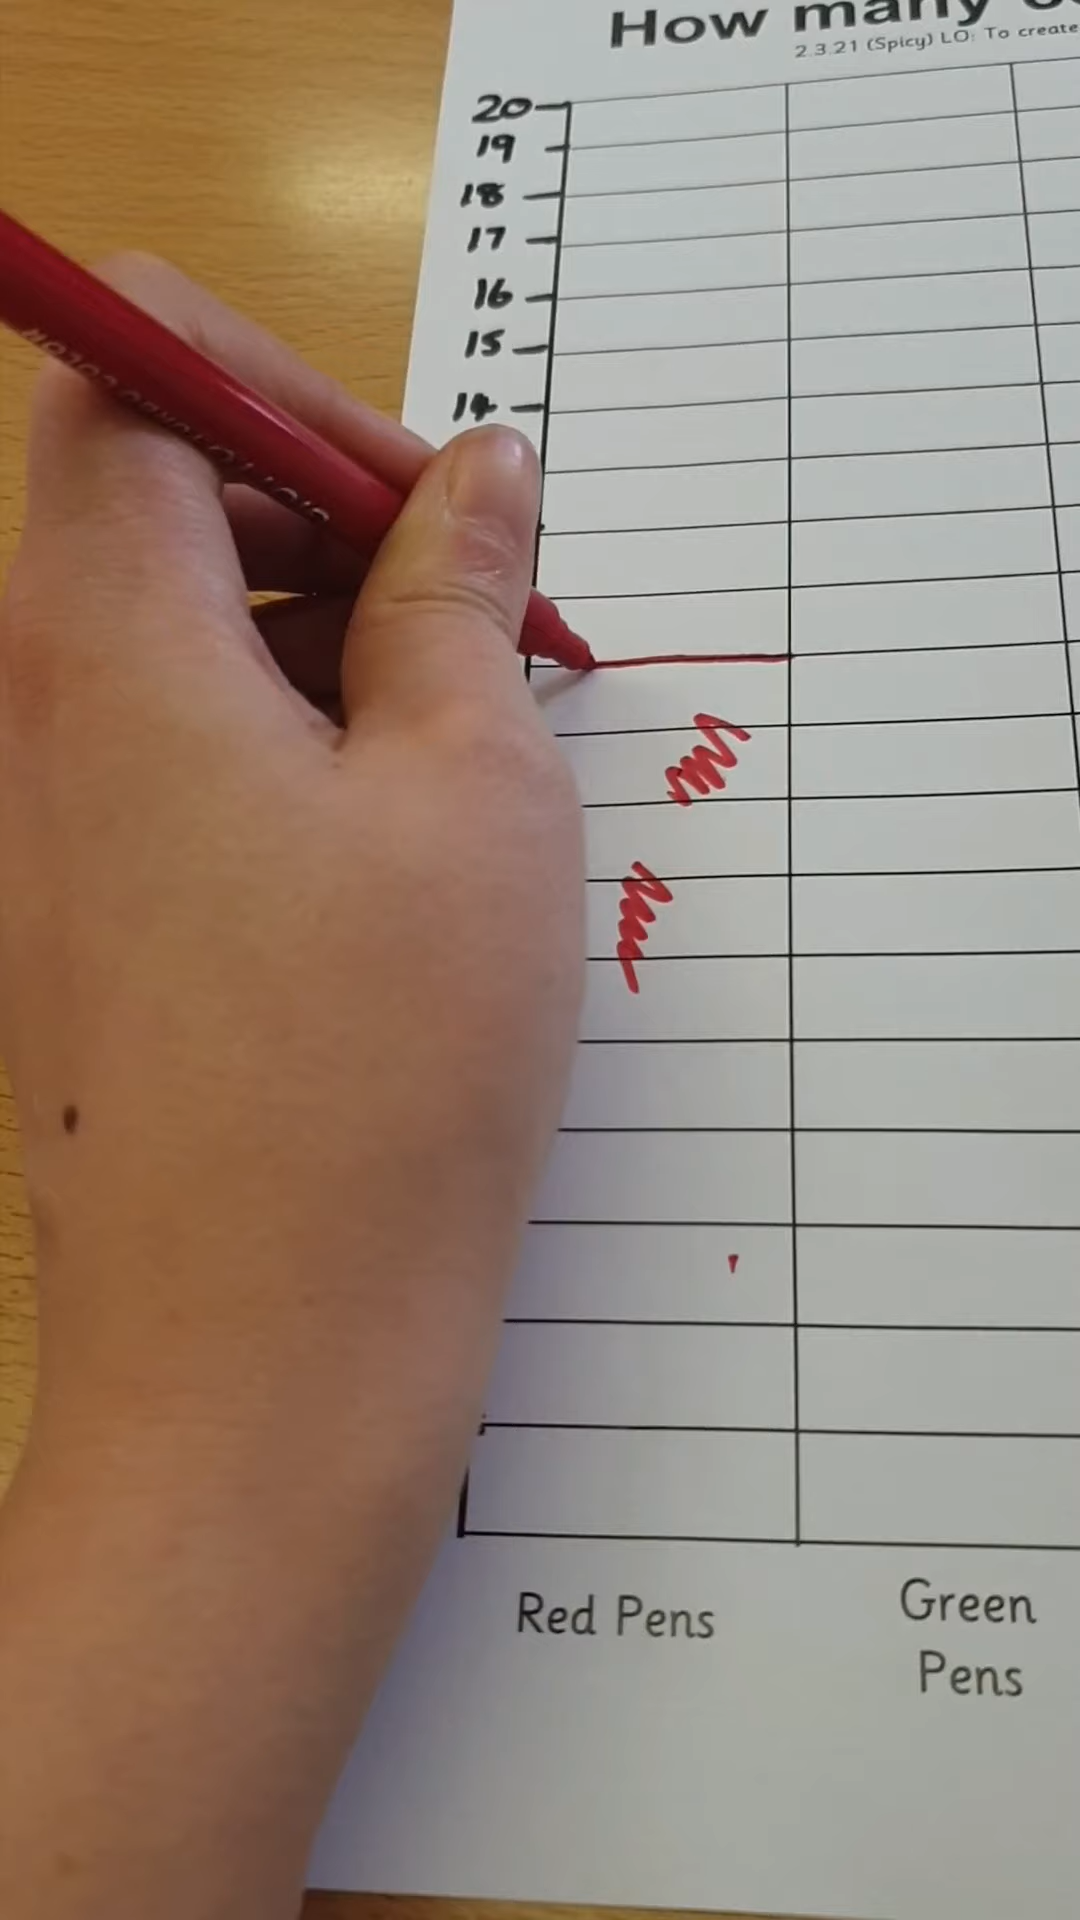 How many
2.3.21 (Spicy) LO: To create
20
19
18
17
16
15
14
Red Pens
Green
Pens